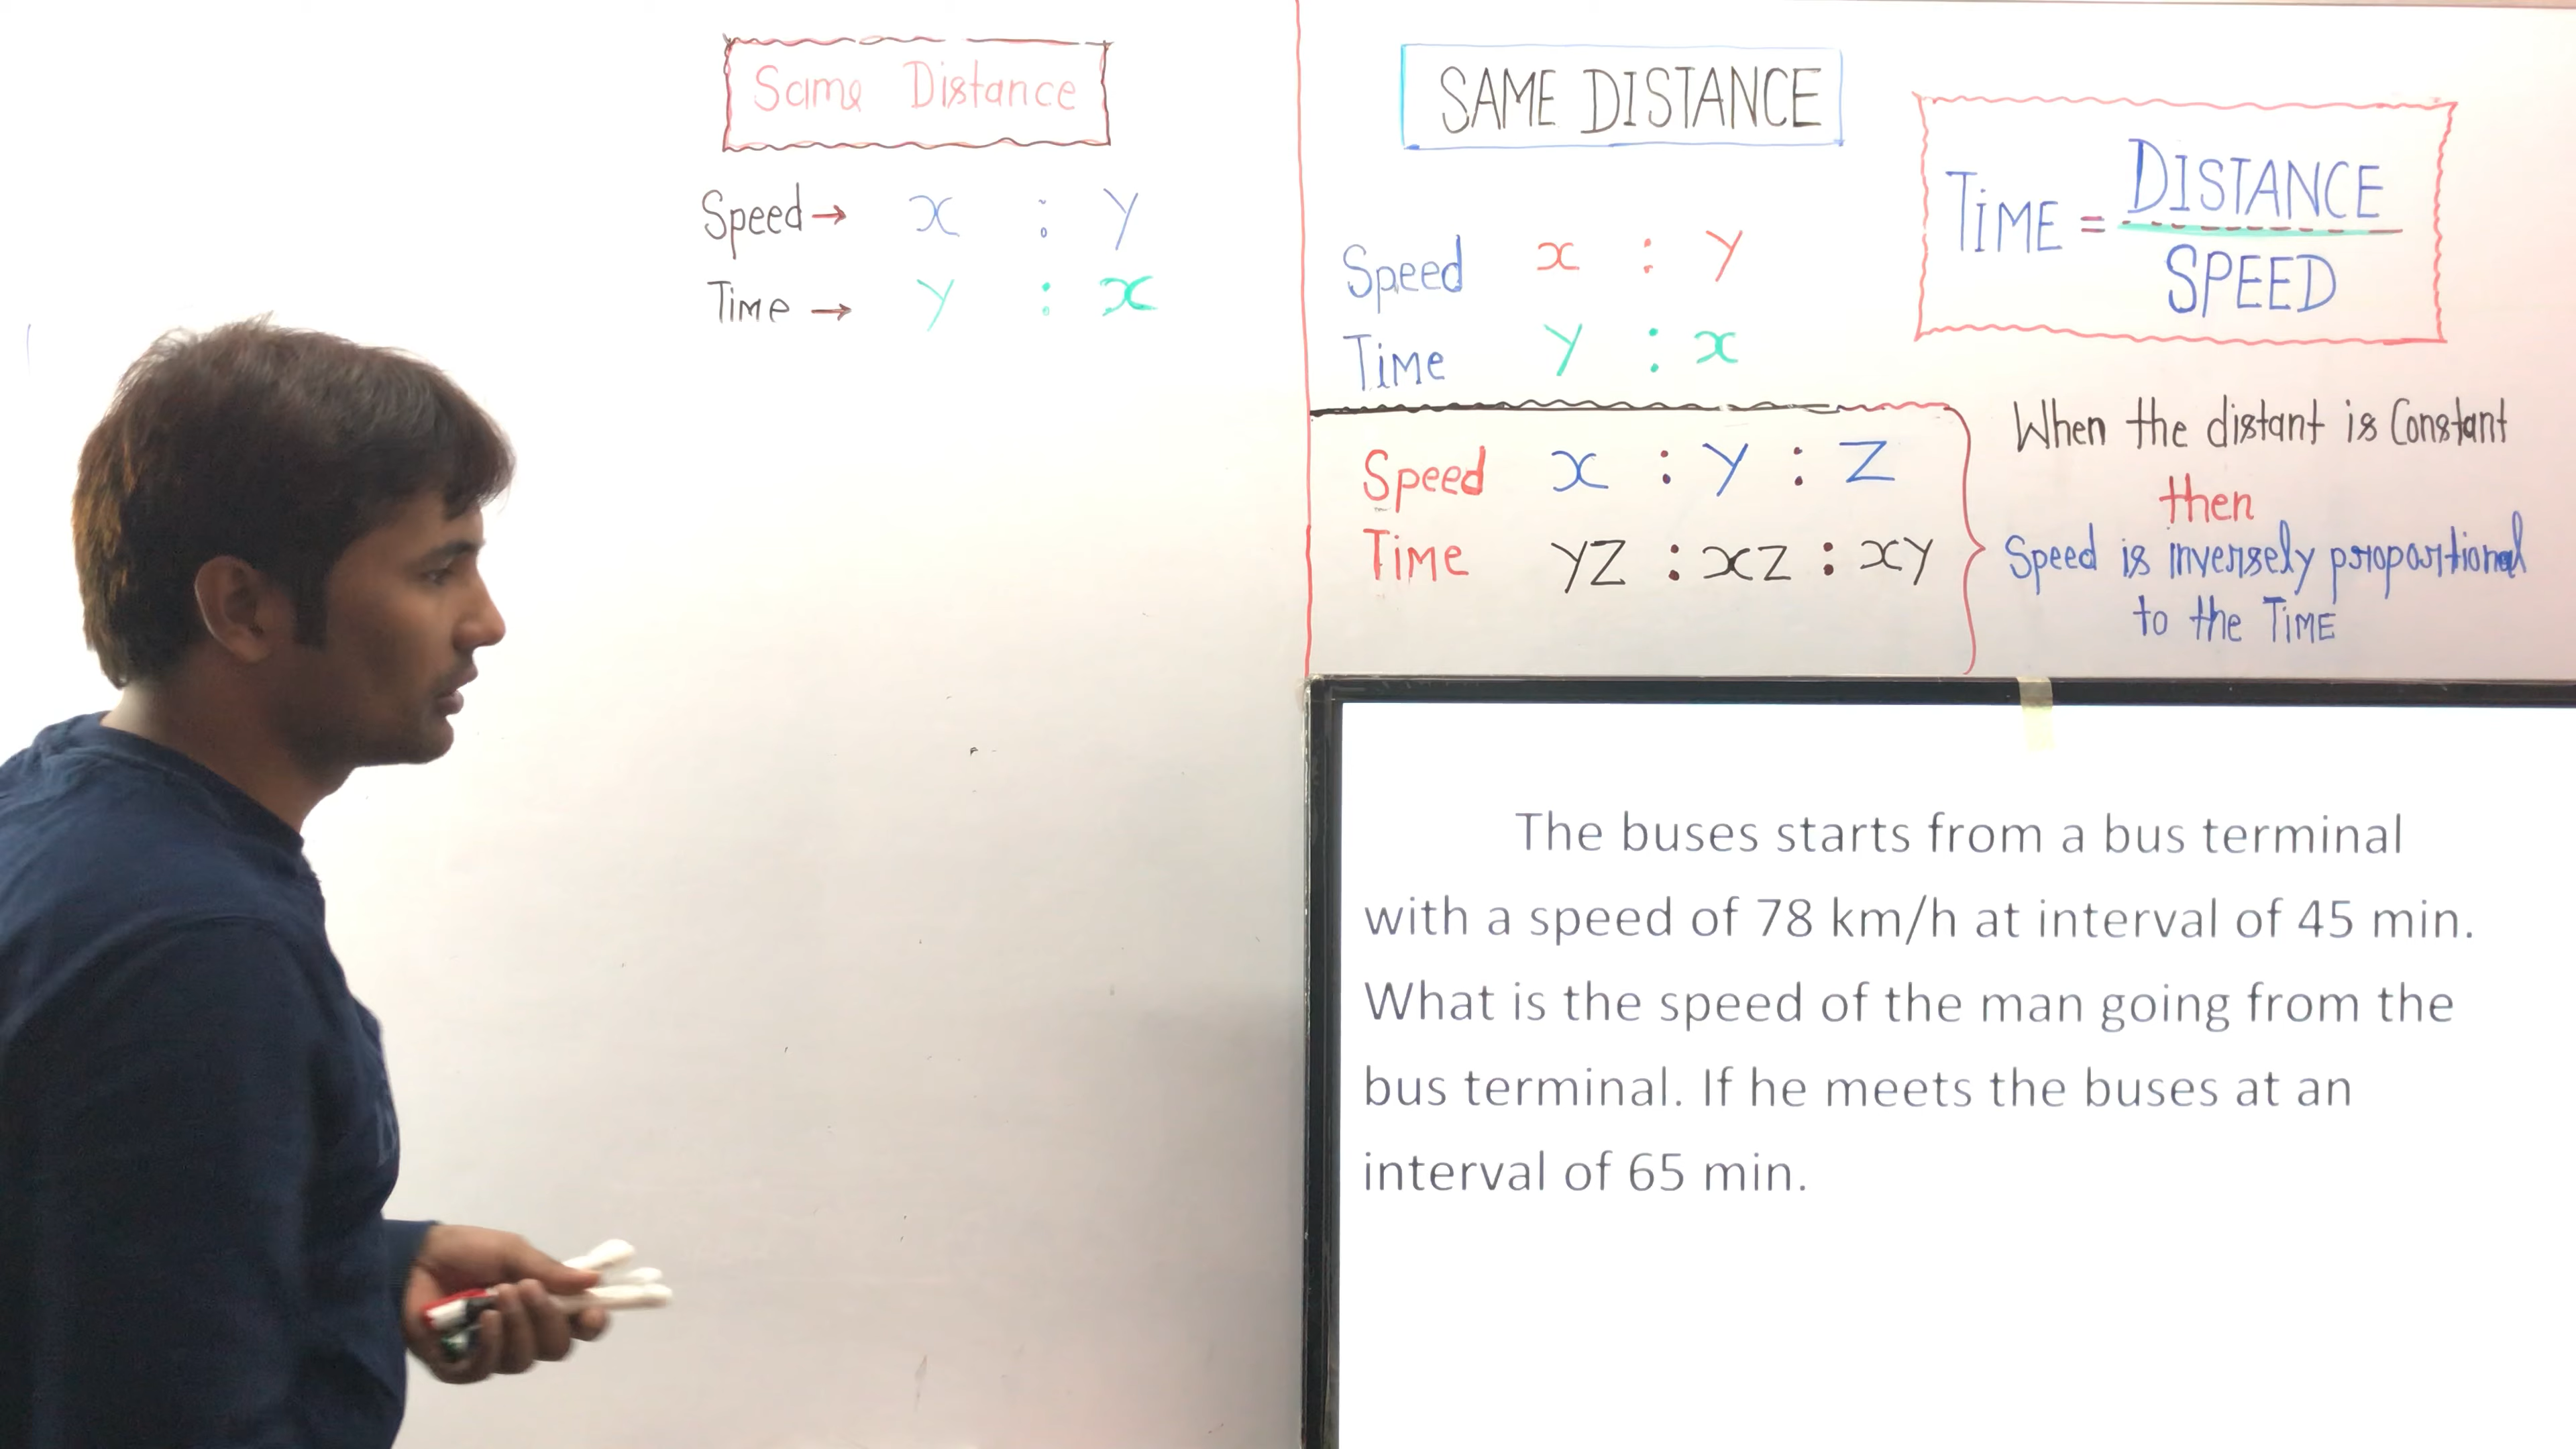 Same Distance
Speed → x : y
Time → y : x
SAME DISTANCE
Speed x : y
Time y : x
TIME = DISTANCE
SPEED
Speed x : y : z
Time yz : xz : xy
When the distant is Constant
then
Speed is inversely proportional
to the TIME
The buses starts from a bus terminal
with a speed of 78 km/h at interval of 45 min.
What is the speed of the man going from the
bus terminal. If he meets the buses at an
interval of 65 min.